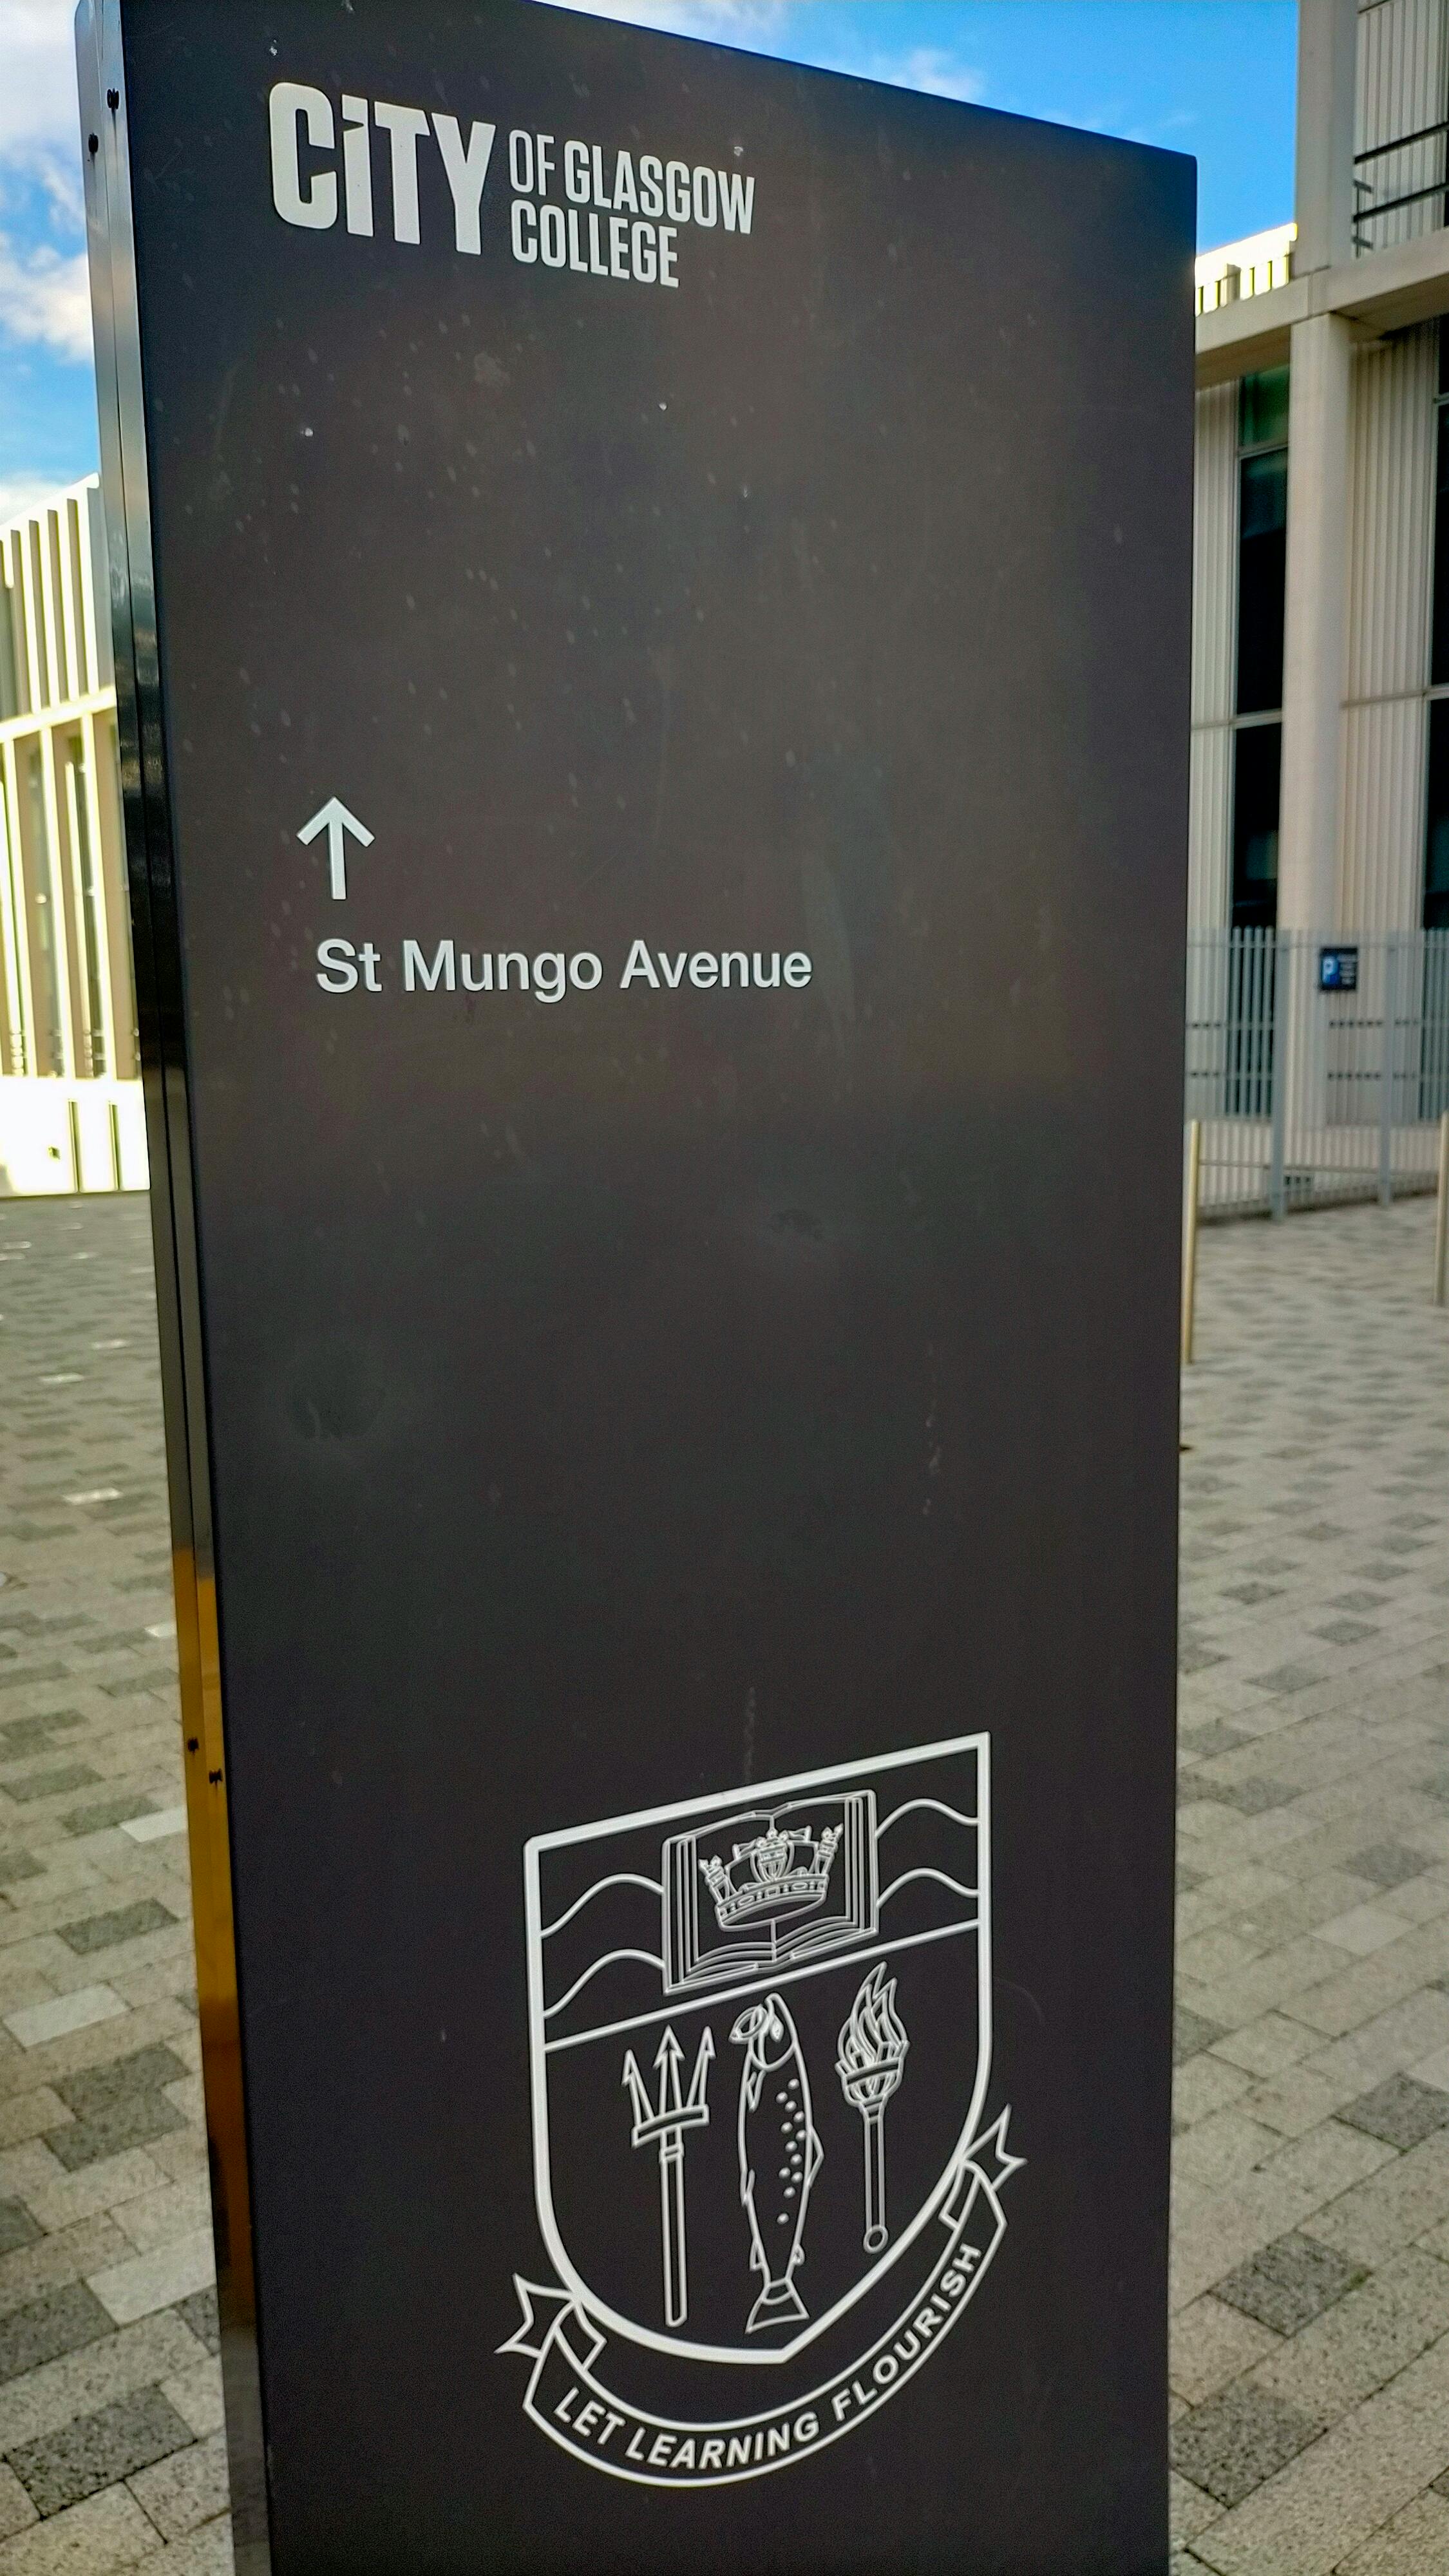 CiTY OF GLASGOW
COLLEGE
St Mungo Avenue
P
LET LEARNING FLOURISH